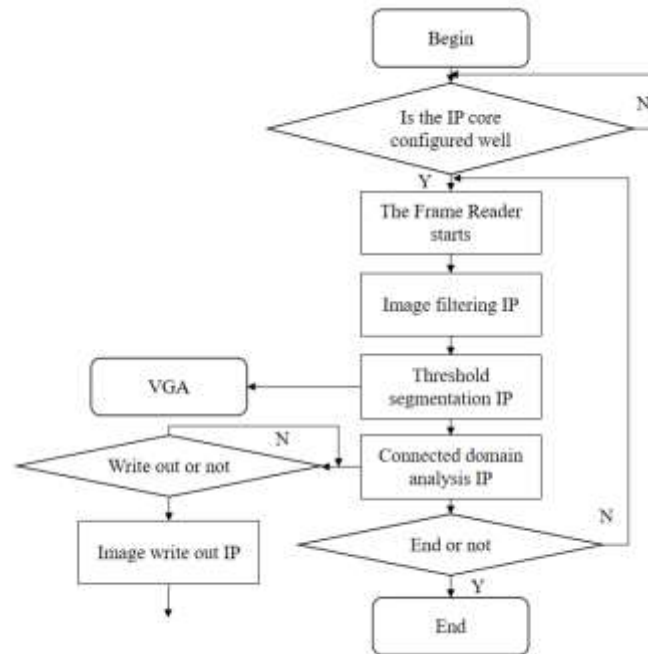 Begin
N
Is the IP core
configured well
Y
The Frame Reader
starts
Image filtering IP
VGA
Threshold
segmentation IP
N
Write out or not
Connected domain
analysis IP
N
Image write out IP
End or not
Y
End